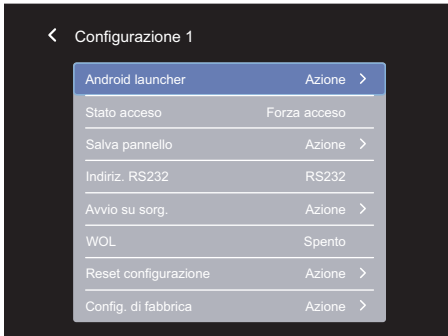 Configurazione 1
Android launcher Azione
Stato acceso Forza acceso
Salva pannello Azione
Indiriz. RS232 RS232
Avvio su sorg. Azione
WOL Spento
Reset configurazione Azione
Config. di fabbrica Azione